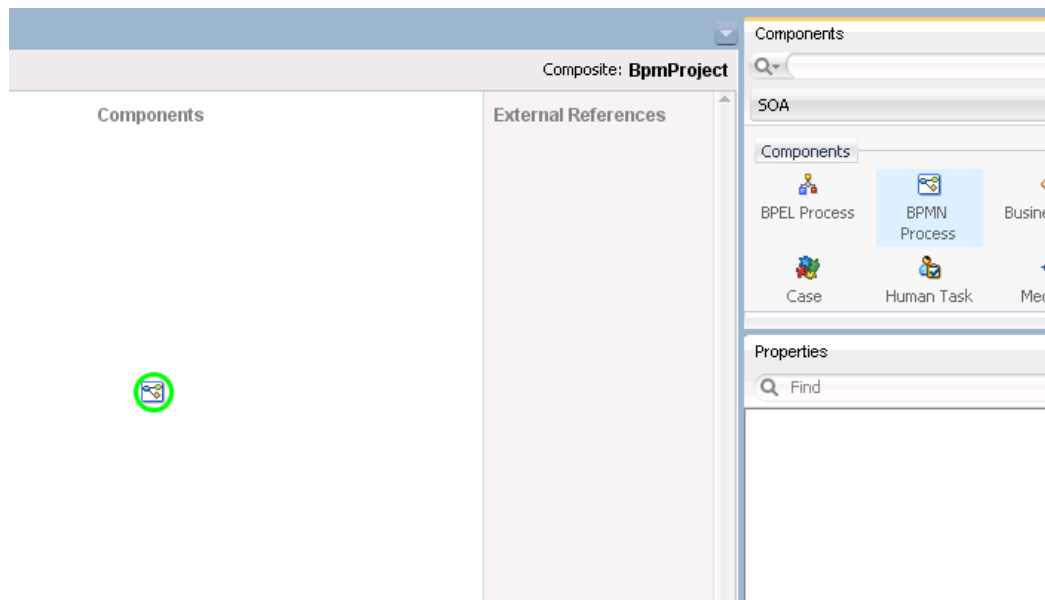 Components
Composite: BpmProject
SOA
Components
External References
Components
BPEL Process
BPMN
Process
Case
Human Task
Properties
Find